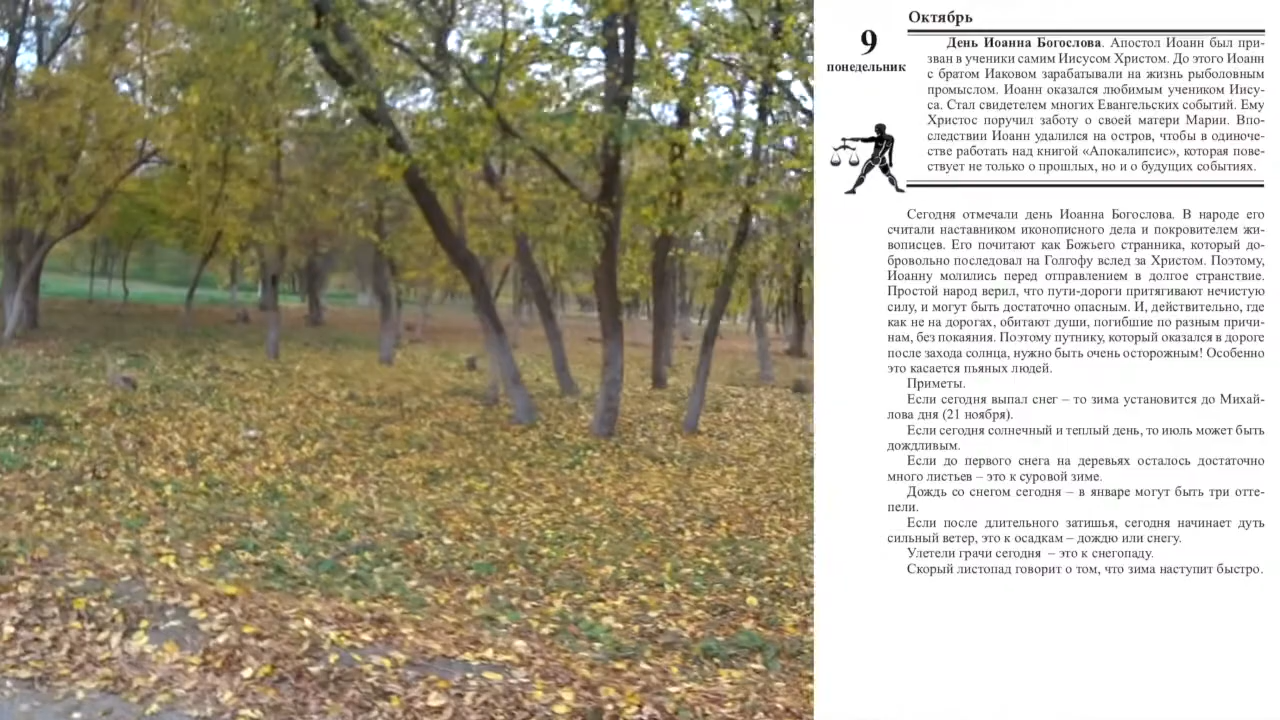 Октябрь
9
понедельник
День Иоанна Богослова. Апостол Иоанн был при-
зван в ученики самим Иисусом Христом. До этого Иоанн
с братом Иаковом зарабатывали на жизнь рыболовным
промыслом. Иоанн оказался любимым учеником Иису-
са. Стал свидетелем многих Евангельских событий. Ему
Христос поручил заботу о своей матери Марии. Впо-
следствии Иоанн удалился на остров, чтобы в одиноче-
стве работать над книгой «Апокалипсис», которая пове-
ствует не только о прошлых, но и о будущих событиях.
Сегодня отмечали день Иоанна Богослова. В народе его
считали наставником иконописного дела и покровителем жи-
вописцев. Его почитают как Божьего странника, который до-
бровольно последовал на Голгофу вслед за Христом. Поэтому,
Иоанну молились перед отправлением в долгое странствие.
Простой народ верил, что пути-дороги притягивают нечистую
силу, и могут быть достаточно опасным. И, действительно, где
как не на дорогах, обитают души, погибшие по разным причи-
нам, без покаяния. Поэтому путнику, который оказался в дороге
после захода солнца, нужно быть очень осторожным! Особенно
это касается пьяных людей.
Приметы.
Если сегодня выпал снег – то зима установится до Михай-
лова дня (21 ноября).
Если сегодня солнечный и теплый день, то июль может быть
дождливым.
Если до первого снега на деревьях осталось достаточно
много листьев – это к суровой зиме.
Дождь со снегом сегодня – в январе могут быть три отте-
пели.
Если после длительного затишья, сегодня начинает дуть
сильный ветер, это к осадкам – дождю или снегу.
Улетели грачи сегодня – это к снегопаду.
Скорый листопад говорит о том, что зима наступит быстро.